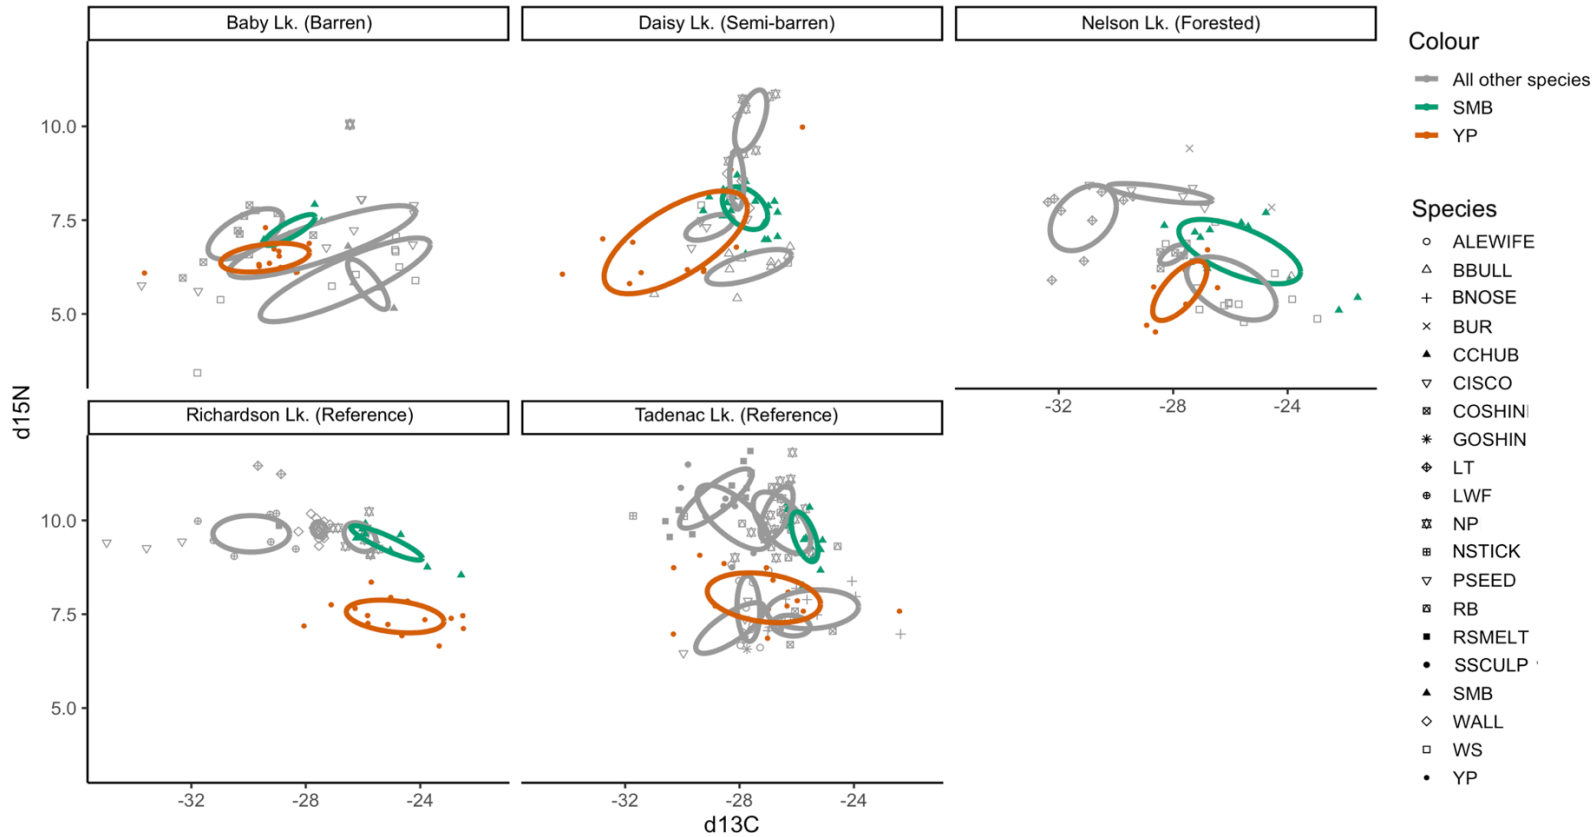 Baby Lk. (Barren)
Daisy Lk. (Semi-barren)
Nelson Lk. (Forested)
10.0
7.5
5.0
-32
-28
-24
Richardson Lk. (Reference)
Tadenac Lk. (Reference)
10.0
7.5
5.0
-32
-28
-24
-32
-28
-24
d15N
d13C
Colour
All other species
SMB
YP
Species
ALEWIFE
BBULL
BNOSE
BUR
CCHUB
CISCO
COSHIN
GOSHIN
LT
LWF
NP
NSTICK
PSEED
RB
RSMELT
SSCULP
SMB
WALL
WS
YP